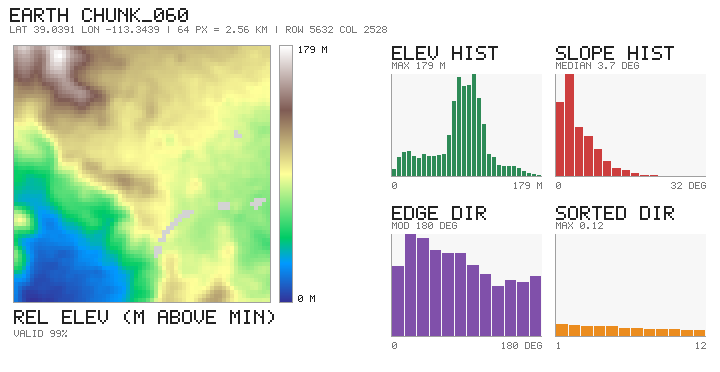 EARTH CHUNK_060
LAT 39.0391 LON -113.3439 | 64 PX = 2.56 KM | ROW 5632 COL 2528
179 M
0 M
REL ELEV (M ABOVE MIN)
VALID 99%
ELEV HIST
MAX 179 M
0
179 M
SLOPE HIST
MEDIAN 3.7 DEG
0
32 DEG
EDGE DIR
MOD 180 DEG
0
180 DEG
SORTED DIR
MAX 0.12
1
12